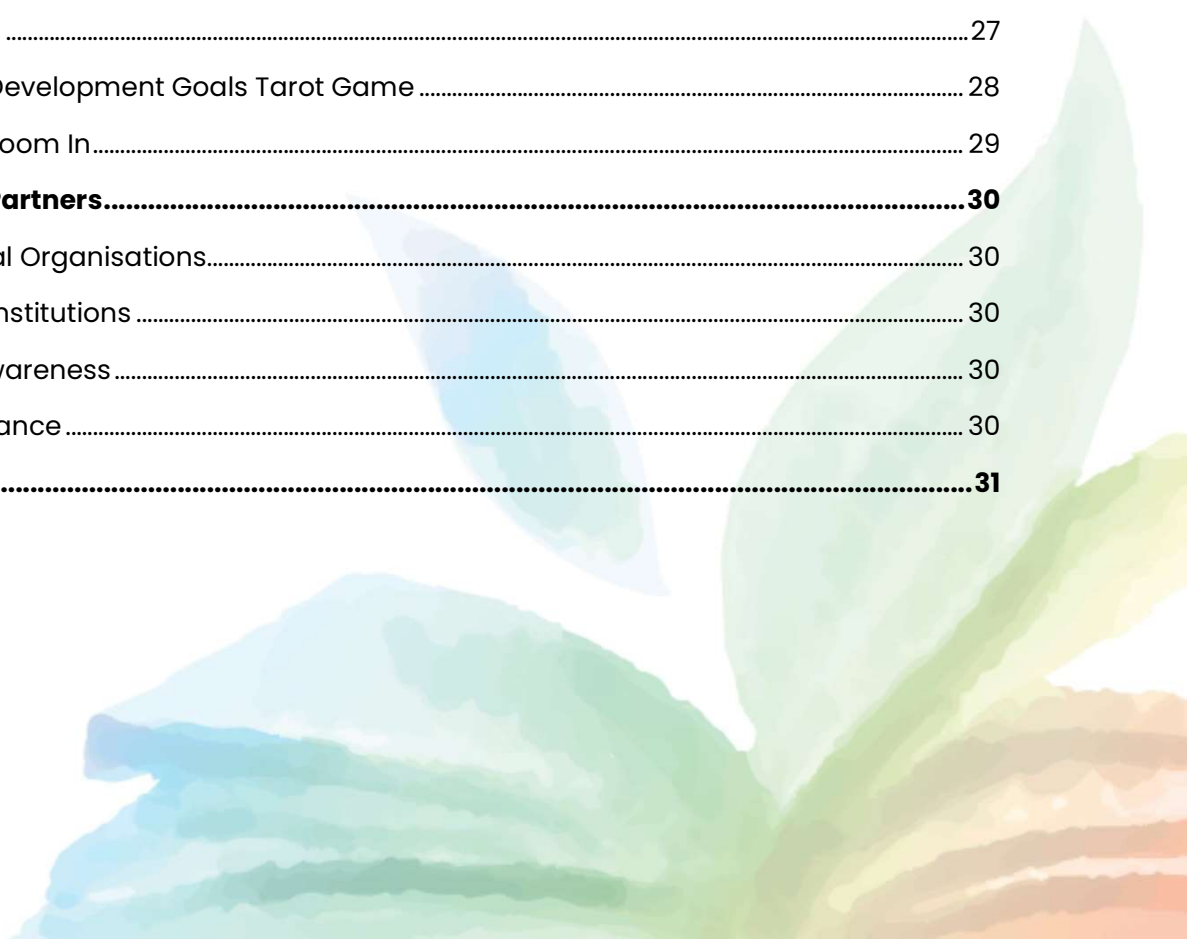 27
Development Goals Tarot Game 28
oom In 29
Partners 30
al Organisations 30
nstitutions 30
wareness 30
ance 30
31